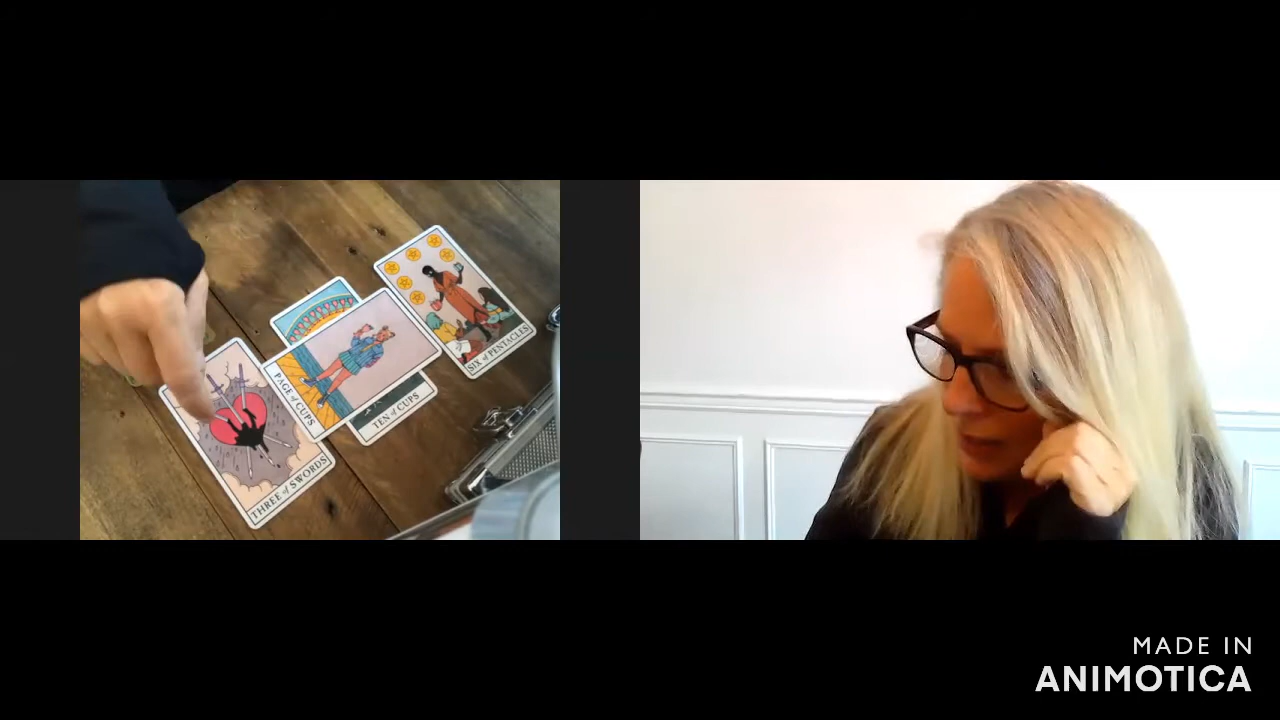 THREE of SWORDS
PAGE of CUPS
TEN of CUPS
SIX of PENTACLES
MADE IN
ANIMOTICA